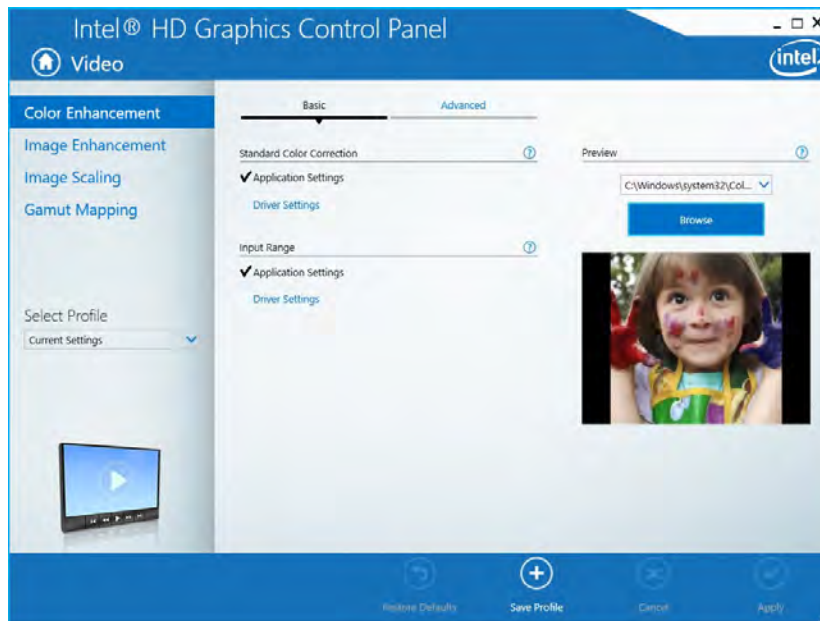 Intel® HD Graphics Control Panel
Video
intel
Color Enhancement
Image Enhancement
Image Scaling
Gamut Mapping
Select Profile
Current Settings
Basic
Advanced
Standard Color Correction
?
✔Application Settings
Driver Settings
Input Range
?
✔Application Settings
Driver Settings
Preview
?
C:\Windows\system32\Col...
Browse
Restore Defaults
Save Profile
Cancel
Apply